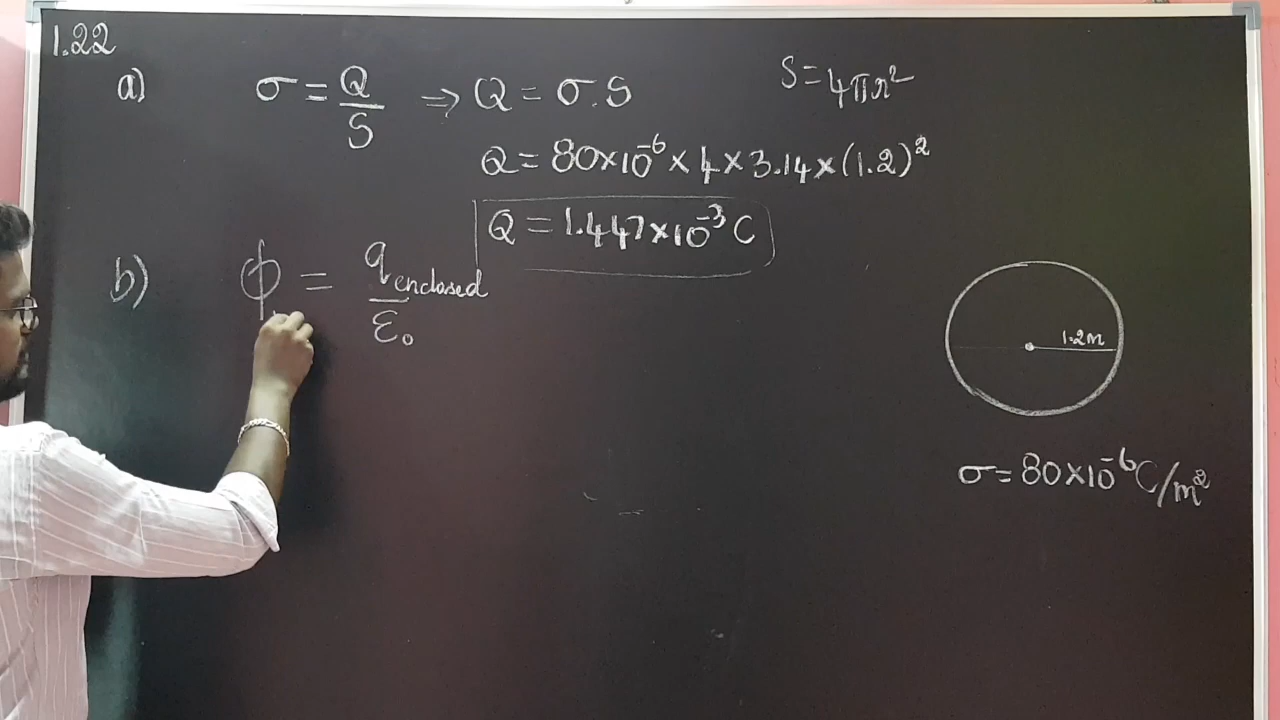 1.22
a) σ = Q/S ⇒ Q = σ.S S = 4πr²
Q = 80×10⁻⁶ × 4 × 3.14 × (1.2)²
Q = 1.447×10⁻³ C
b) ϕ = q enclosed / ε₀
1.2m
σ = 80×10⁻⁶ C/m²